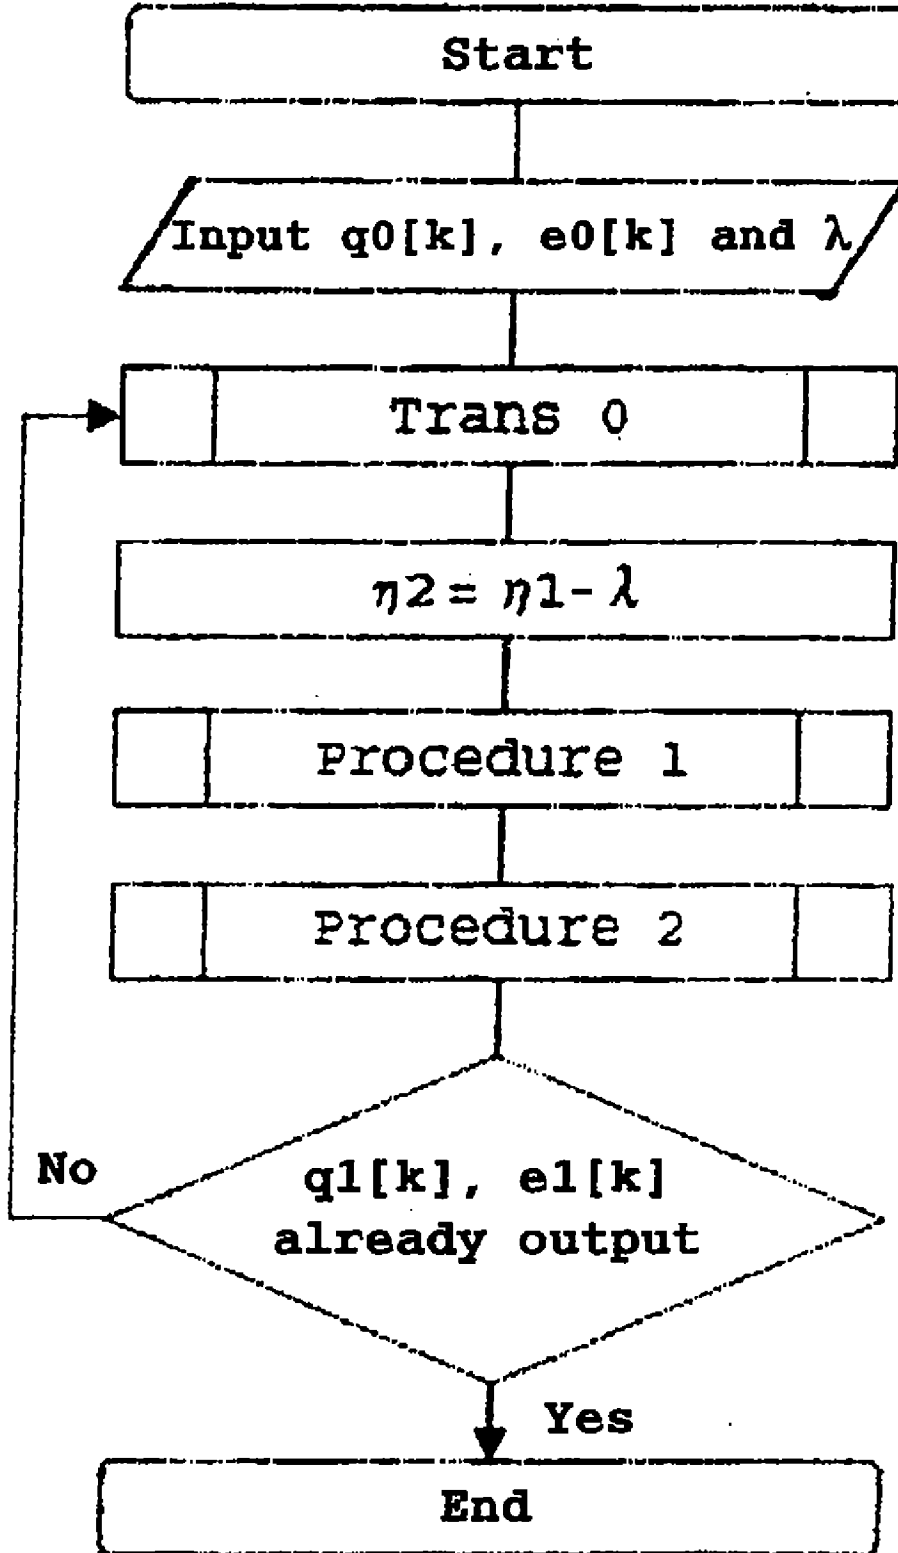 Start
Input q0[k], e0[k] and λ
Trans 0
η2 = η1- λ
Procedure 1
Procedure 2
No
q1[k], e1[k]
already output
Yes
End